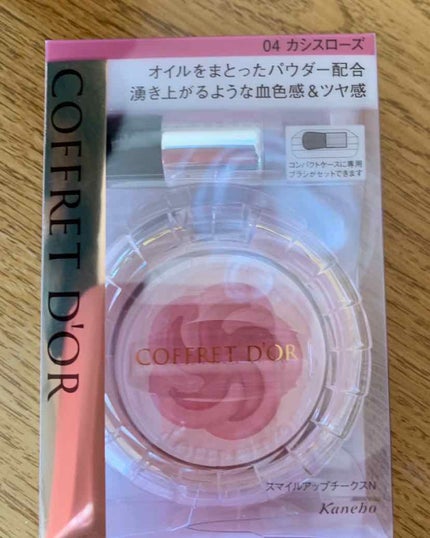 04 カシスローズ
オイルをまとったパウダー配合
湧き上がるような血色感&ツヤ感
コンパクトケースに専用
ブラシがセットできます
COFFRET D'OR
COFFRET D'OR
スマイルアップチークスN
Kanebo